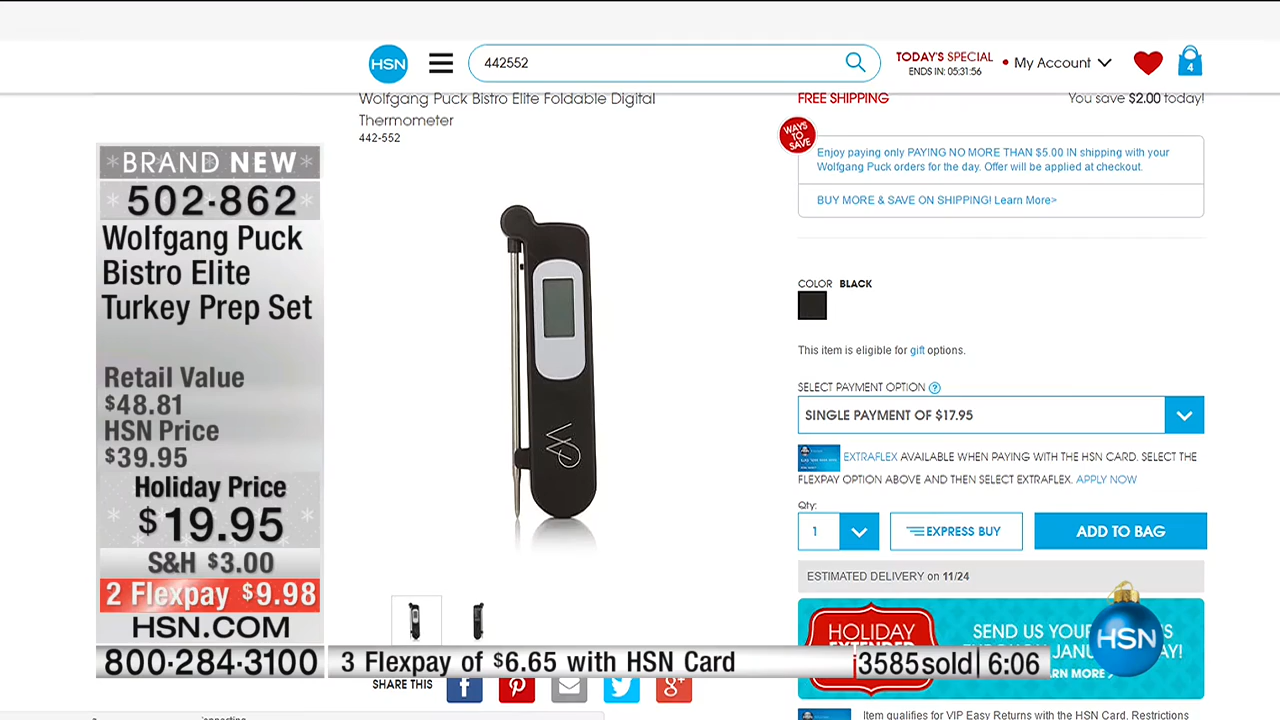 HSN
442552
TODAY'S SPECIAL
ENDS IN: 05:31:56
My Account
4
Wolfgang Puck Bistro Elite Foldable Digital
Thermometer
442-552
FREE SHIPPING
You save $2.00 today!
WAYS
TO
SAVE
Enjoy paying only PAYING NO MORE THAN $5.00 IN shipping with your
Wolfgang Puck orders for the day. Offer will be applied at checkout.
BUY MORE & SAVE ON SHIPPING! Learn More>
COLOR BLACK
This item is eligible for gift options.
SELECT PAYMENT OPTION ?
SINGLE PAYMENT OF $17.95
EXTRAFLEX AVAILABLE WHEN PAYING WITH THE HSN CARD. SELECT THE
FLEXPAY OPTION ABOVE AND THEN SELECT EXTRAFLEX. APPLY NOW
Qty:
1
EXPRESS BUY
ADD TO BAG
ESTIMATED DELIVERY on 11/24
HOLIDAY
SEND US YOUR
HSN
Item qualifies for VIP Easy Returns with the HSN Card. Restrictions
WP
SHARE THIS
f
g+
BRAND NEW
502-862
Wolfgang Puck
Bistro Elite
Turkey Prep Set
Retail Value
$48.81
HSN Price
$39.95
Holiday Price
$19.95
S&H $3.00
2 Flexpay $9.98
HSN.COM
800-284-3100
3 Flexpay of $6.65 with HSN Card
3585 sold 6:06